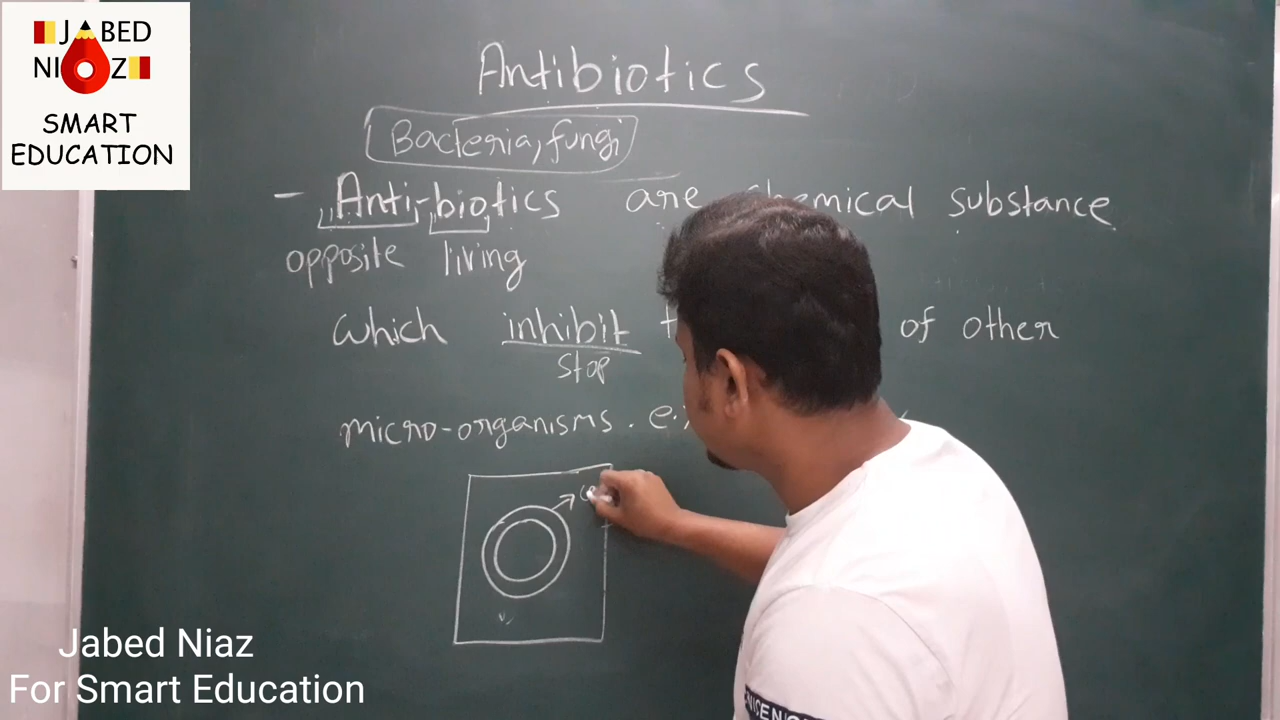 JABED
NIAZ
SMART
EDUCATION
Antibiotics
Bacteria, fungi
- Anti-biotics are chemical substance
opposite living
which inhibit of other
stop
micro-organisms.
Jabed Niaz
For Smart Education